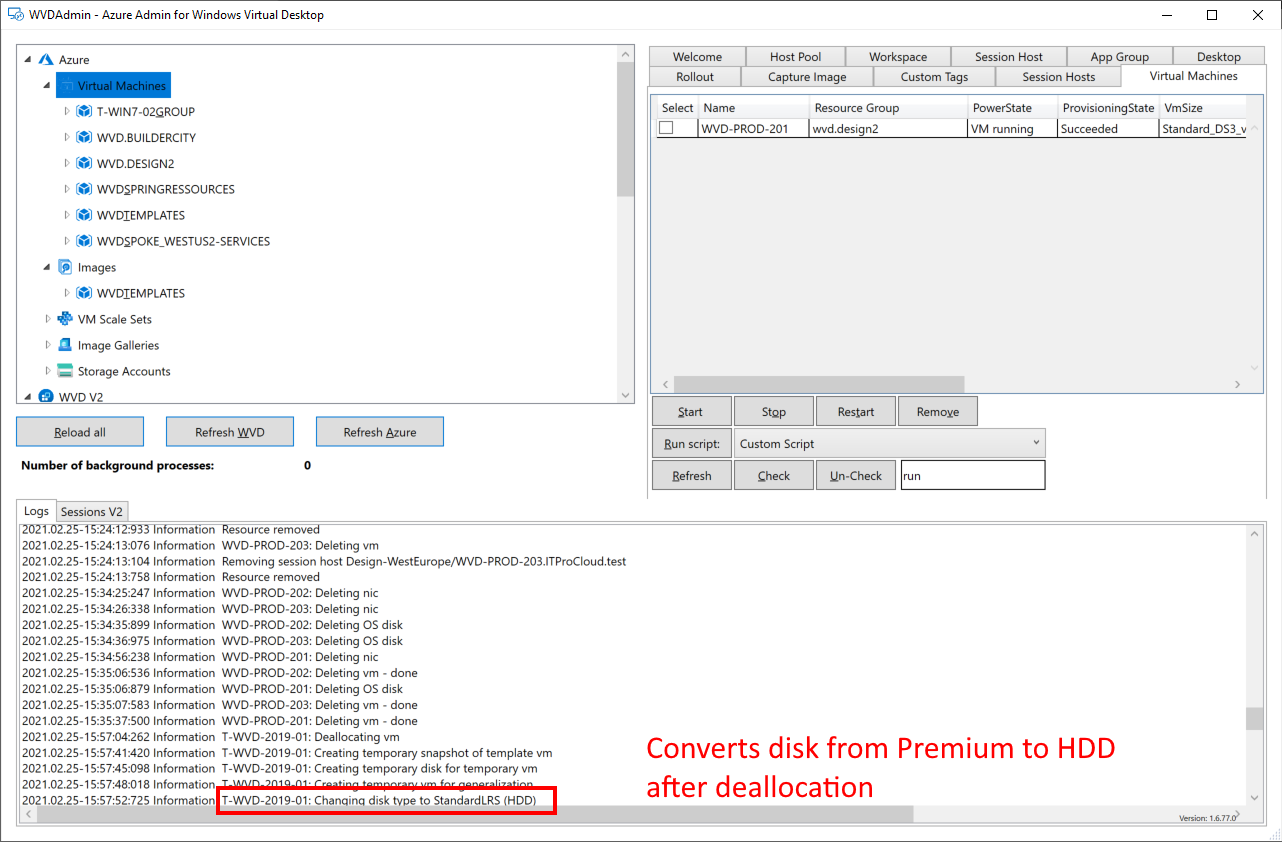 WVDAdmin - Azure Admin for Windows Virtual Desktop
Azure
Virtual Machines
T-WIN7-02GROUP
WVD.BUILDERCITY
WVD.DESIGN2
WVDSPRINGRESSOURCES
WVDTEMPLATES
WVDSPOKE_WESTUS2-SERVICES
Images
WVDTEMPLATES
VM Scale Sets
Image Galleries
Storage Accounts
WVD V2
Reload all Refresh WVD Refresh Azure
Number of background processes: 0
Welcome Host Pool Workspace Session Host App Group Desktop
Rollout Capture Image Custom Tags Session Hosts Virtual Machines
Select Name Resource Group PowerState ProvisioningState VmSize
WVD-PROD-201 wvd.design2 VM running Succeeded Standard_DS3_v
Start Stop Restart Remove
Run script: Custom Script
Refresh Check Un-Check run
Logs Sessions V2
2021.02.25-15:24:12:933 Information Resource removed
2021.02.25-15:24:13:076 Information WVD-PROD-203: Deleting vm
2021.02.25-15:24:13:104 Information Removing session host Design-WestEurope/WVD-PROD-203.ITProCloud.test
2021.02.25-15:24:13:758 Information Resource removed
2021.02.25-15:34:25:247 Information WVD-PROD-202: Deleting nic
2021.02.25-15:34:26:338 Information WVD-PROD-203: Deleting nic
2021.02.25-15:34:35:899 Information WVD-PROD-202: Deleting OS disk
2021.02.25-15:34:36:975 Information WVD-PROD-203: Deleting OS disk
2021.02.25-15:34:56:238 Information WVD-PROD-201: Deleting nic
2021.02.25-15:35:06:536 Information WVD-PROD-202: Deleting vm - done
2021.02.25-15:35:06:879 Information WVD-PROD-201: Deleting OS disk
2021.02.25-15:35:07:583 Information WVD-PROD-203: Deleting vm - done
2021.02.25-15:35:37:500 Information WVD-PROD-201: Deleting vm - done
2021.02.25-15:57:04:262 Information T-WVD-2019-01: Deallocating vm
2021.02.25-15:57:41:420 Information T-WVD-2019-01: Creating temporary snapshot of template vm
2021.02.25-15:57:45:098 Information T-WVD-2019-01: Creating temporary disk for temporary vm
2021.02.25-15:57:48:018 Information T-WVD-2019-01: Creating temporary vm for generalization
2021.02.25-15:57:52:725 Information T-WVD-2019-01: Changing disk type to StandardLRS (HDD)
Converts disk from Premium to HDD
after deallocation
Version: 1.6.77.0